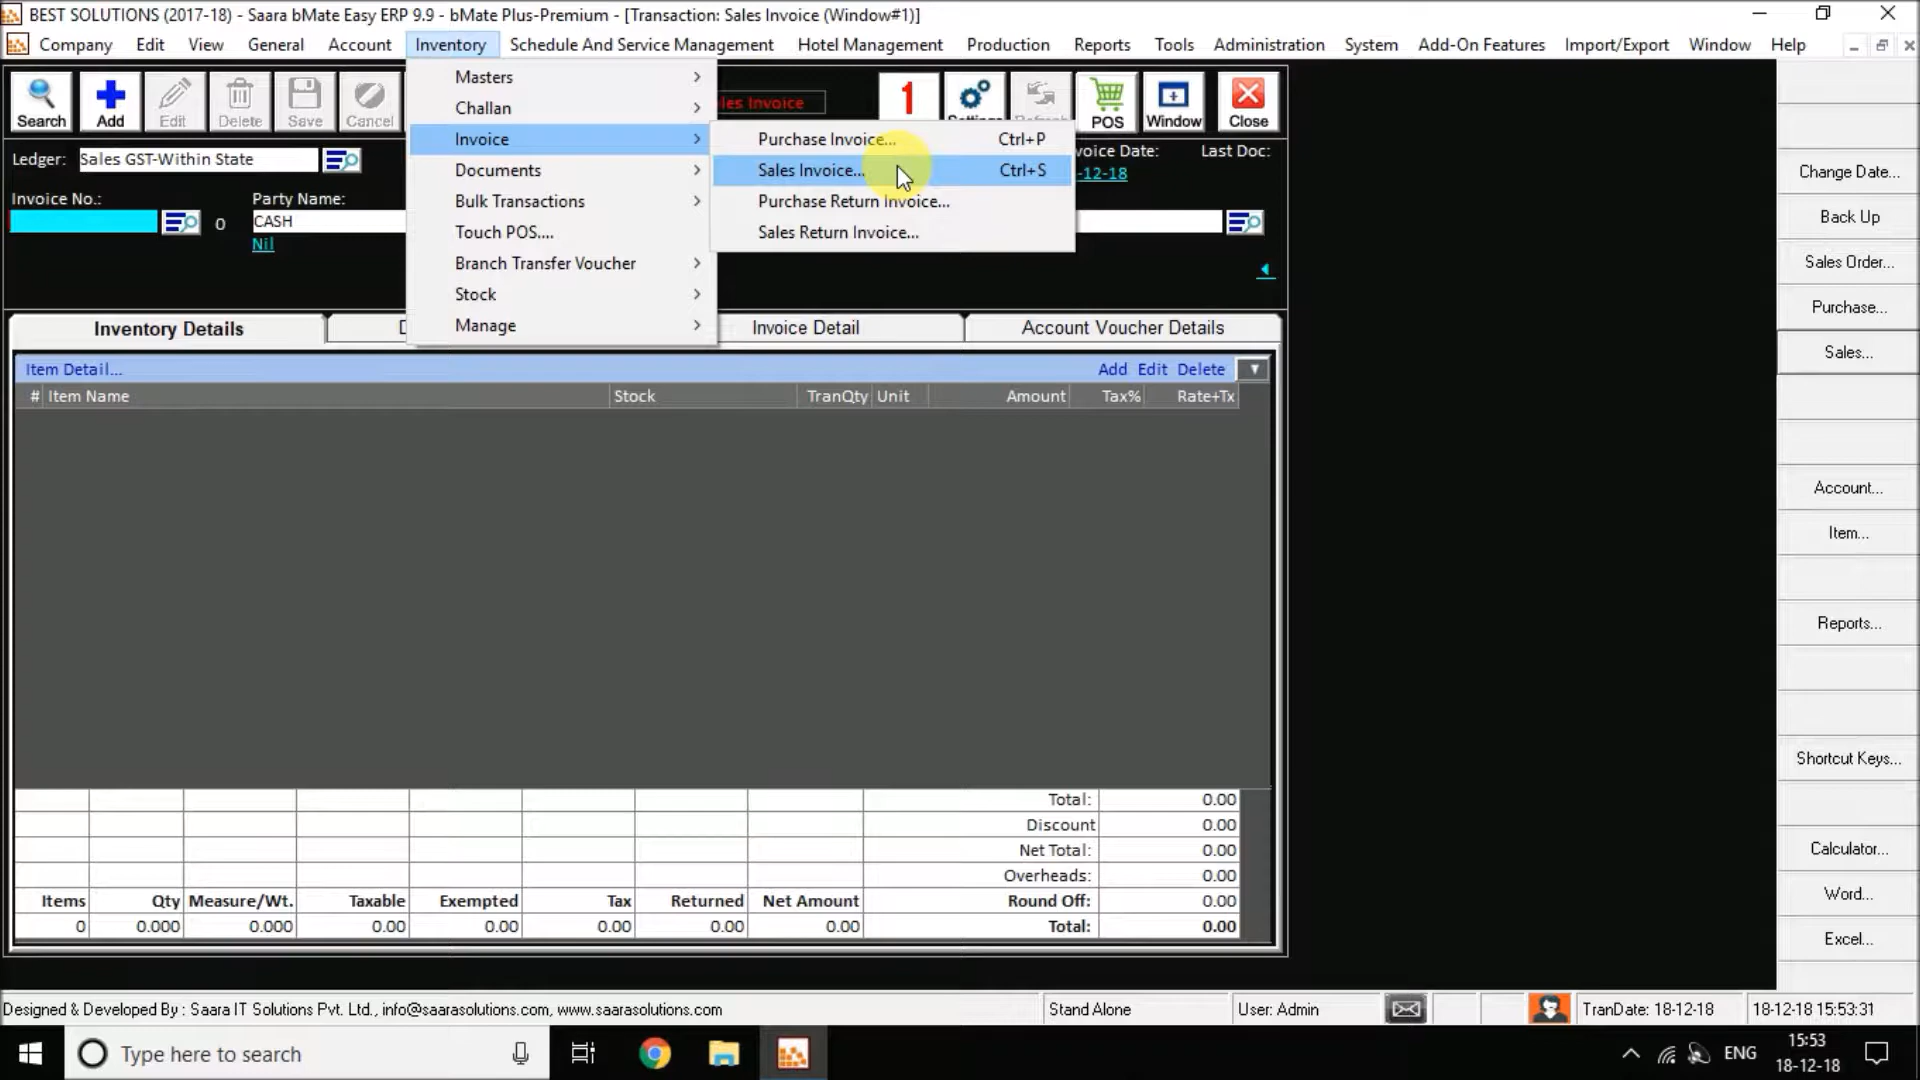 BEST SOLUTIONS (2017-18) - Saara bMate Easy ERP 9.9 - bMate Plus-Premium - [Transaction: Sales Invoice (Window#1)]
Company Edit View General Account Inventory Schedule And Service Management Hotel Management Production Reports Tools Administration System Add-On Features Import/Export Window Help
Search Add Edit Delete Save Cancel
les Invoice
1
POS Window Close
Masters
Challan
Invoice
Documents
Bulk Transactions
Touch POS....
Branch Transfer Voucher
Stock
Manage
Purchase Invoice... Ctrl+P
Sales Invoice... Ctrl+S
Purchase Return Invoice...
Sales Return Invoice...
Ledger: Sales GST-Within State
voice Date: Last Doc:
-12-18
Invoice No.: Party Name:
0 CASH
Nil
Inventory Details
Invoice Detail
Account Voucher Details
Item Detail... Add Edit Delete
# Item Name Stock TranQty Unit Amount Tax% Rate+Tx
Total: 0.00
Discount 0.00
Net Total: 0.00
Overheads: 0.00
Items Qty Measure/Wt. Taxable Exempted Tax Returned Net Amount Round Off: 0.00
0 0.000 0.000 0.00 0.00 0.00 0.00 0.00 Total: 0.00
Change Date...
Back Up
Sales Order...
Purchase...
Sales...
Account...
Item...
Reports...
Shortcut Keys...
Calculator...
Word...
Excel...
Designed & Developed By : Saara IT Solutions Pvt. Ltd., info@saarasolutions.com, www.saarasolutions.com
Stand Alone
User: Admin
TranDate: 18-12-18
18-12-18 15:53:31
Type here to search
ENG
15:53
18-12-18